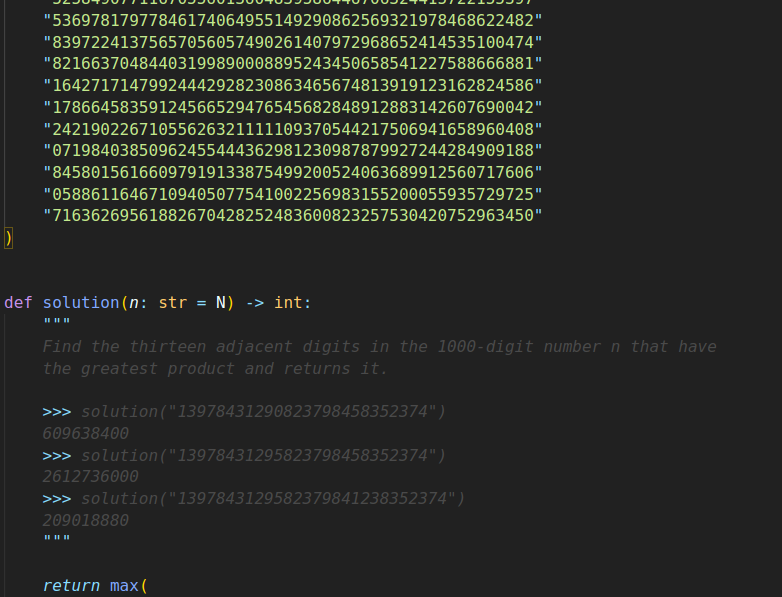 "53697817977846174064955149290862569321978468622482"
"83972241375657056057490261407972968652414535100474"
"82166370484403199890008895243450658541227588666881"
"16427171479924442928230863465674813919123162824586"
"17866458359124566529476545682848912883142607690042"
"24219022671055626321111109370544217506941658960408"
"07198403850962455444362981230987879927244284909188"
"84580156166097919133875499200524063689912560717606"
"05886116467109405077541002256983155200055935729725"
"71636269561882670428252483600823257530420752963450"
)
def solution(n: str = N) -> int:
"""
Find the thirteen adjacent digits in the 1000-digit number n that have
the greatest product and returns it.
>>> solution("13978431290823798458352374")
609638400
>>> solution("13978431295823798458352374")
2612736000
>>> solution("1397843129582379841238352374")
209018880
"""
return max(